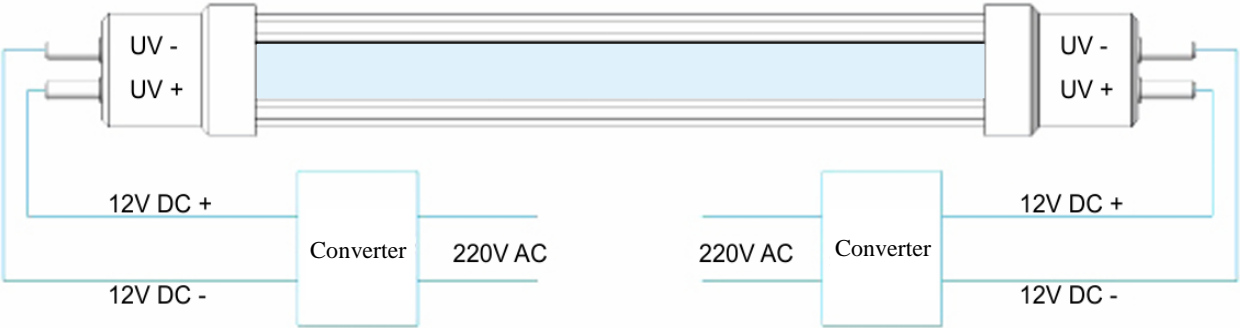 UV -
UV +
UV -
UV +
12V DC +
Converter
220V AC
12V DC -
220V AC
Converter
12V DC +
12V DC -